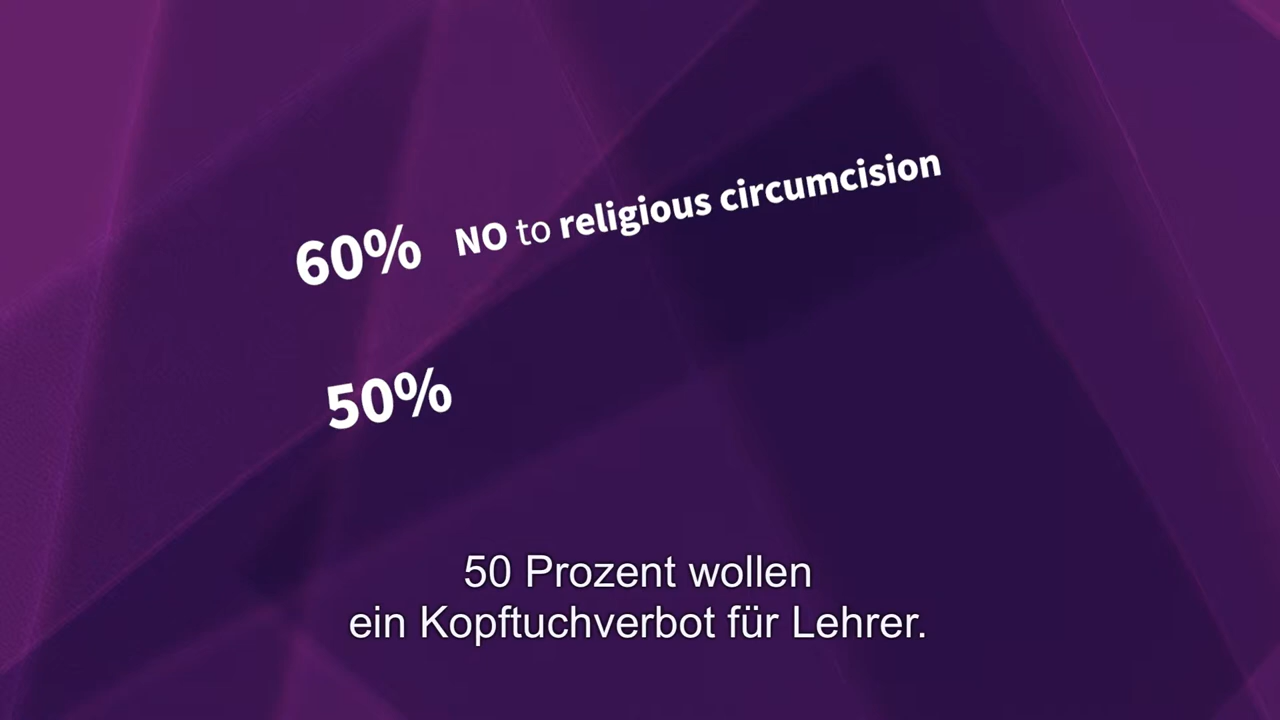 60% NO to religious circumcision
50%
50 Prozent wollen
ein Kopftuchverbot für Lehrer.